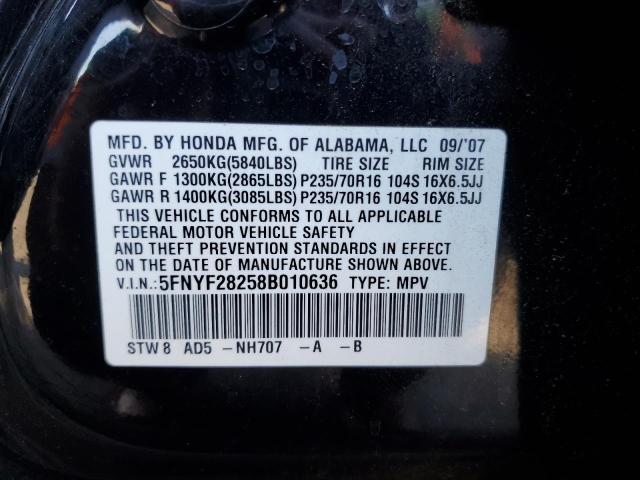 MFD. BY HONDA MFG. OF ALABAMA, LLC 09/'07
GVWR 2650KG(5840LBS) TIRE SIZE RIM SIZE
GAWR F 1300KG(2865LBS) P235/70R16 104S 16X6.5JJ
GAWR R 1400KG(3085LBS) P235/70R16 104S 16X6.5JJ
THIS VEHICLE CONFORMS TO ALL APPLICABLE
FEDERAL MOTOR VEHICLE SAFETY
AND THEFT PREVENTION STANDARDS IN EFFECT
ON THE DATE OF MANUFACTURE SHOWN ABOVE.
V.I.N.: 5FNYF28258B010636 TYPE: MPV
STW 8 AD5 -NH707 -A -B